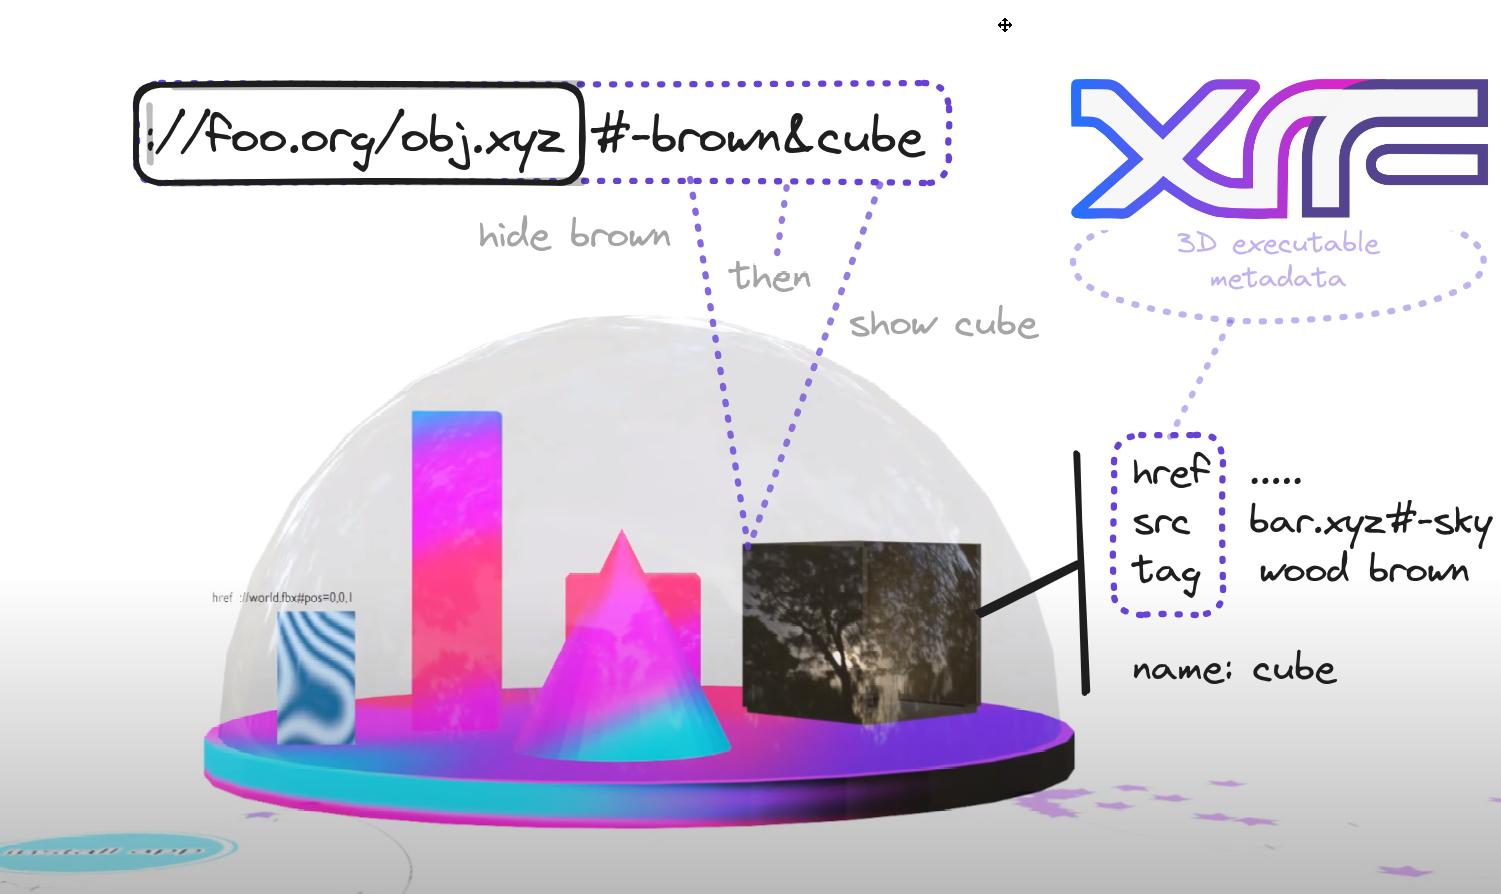 ://foo.org/obj.xyz #-brown&cube
XRF
hide brown
then
show cube
3D executable
metadata
href .....
src bar.xyz#-sky
tag wood brown
name: cube
href ://world.fbx#pos=0,0,1
install app